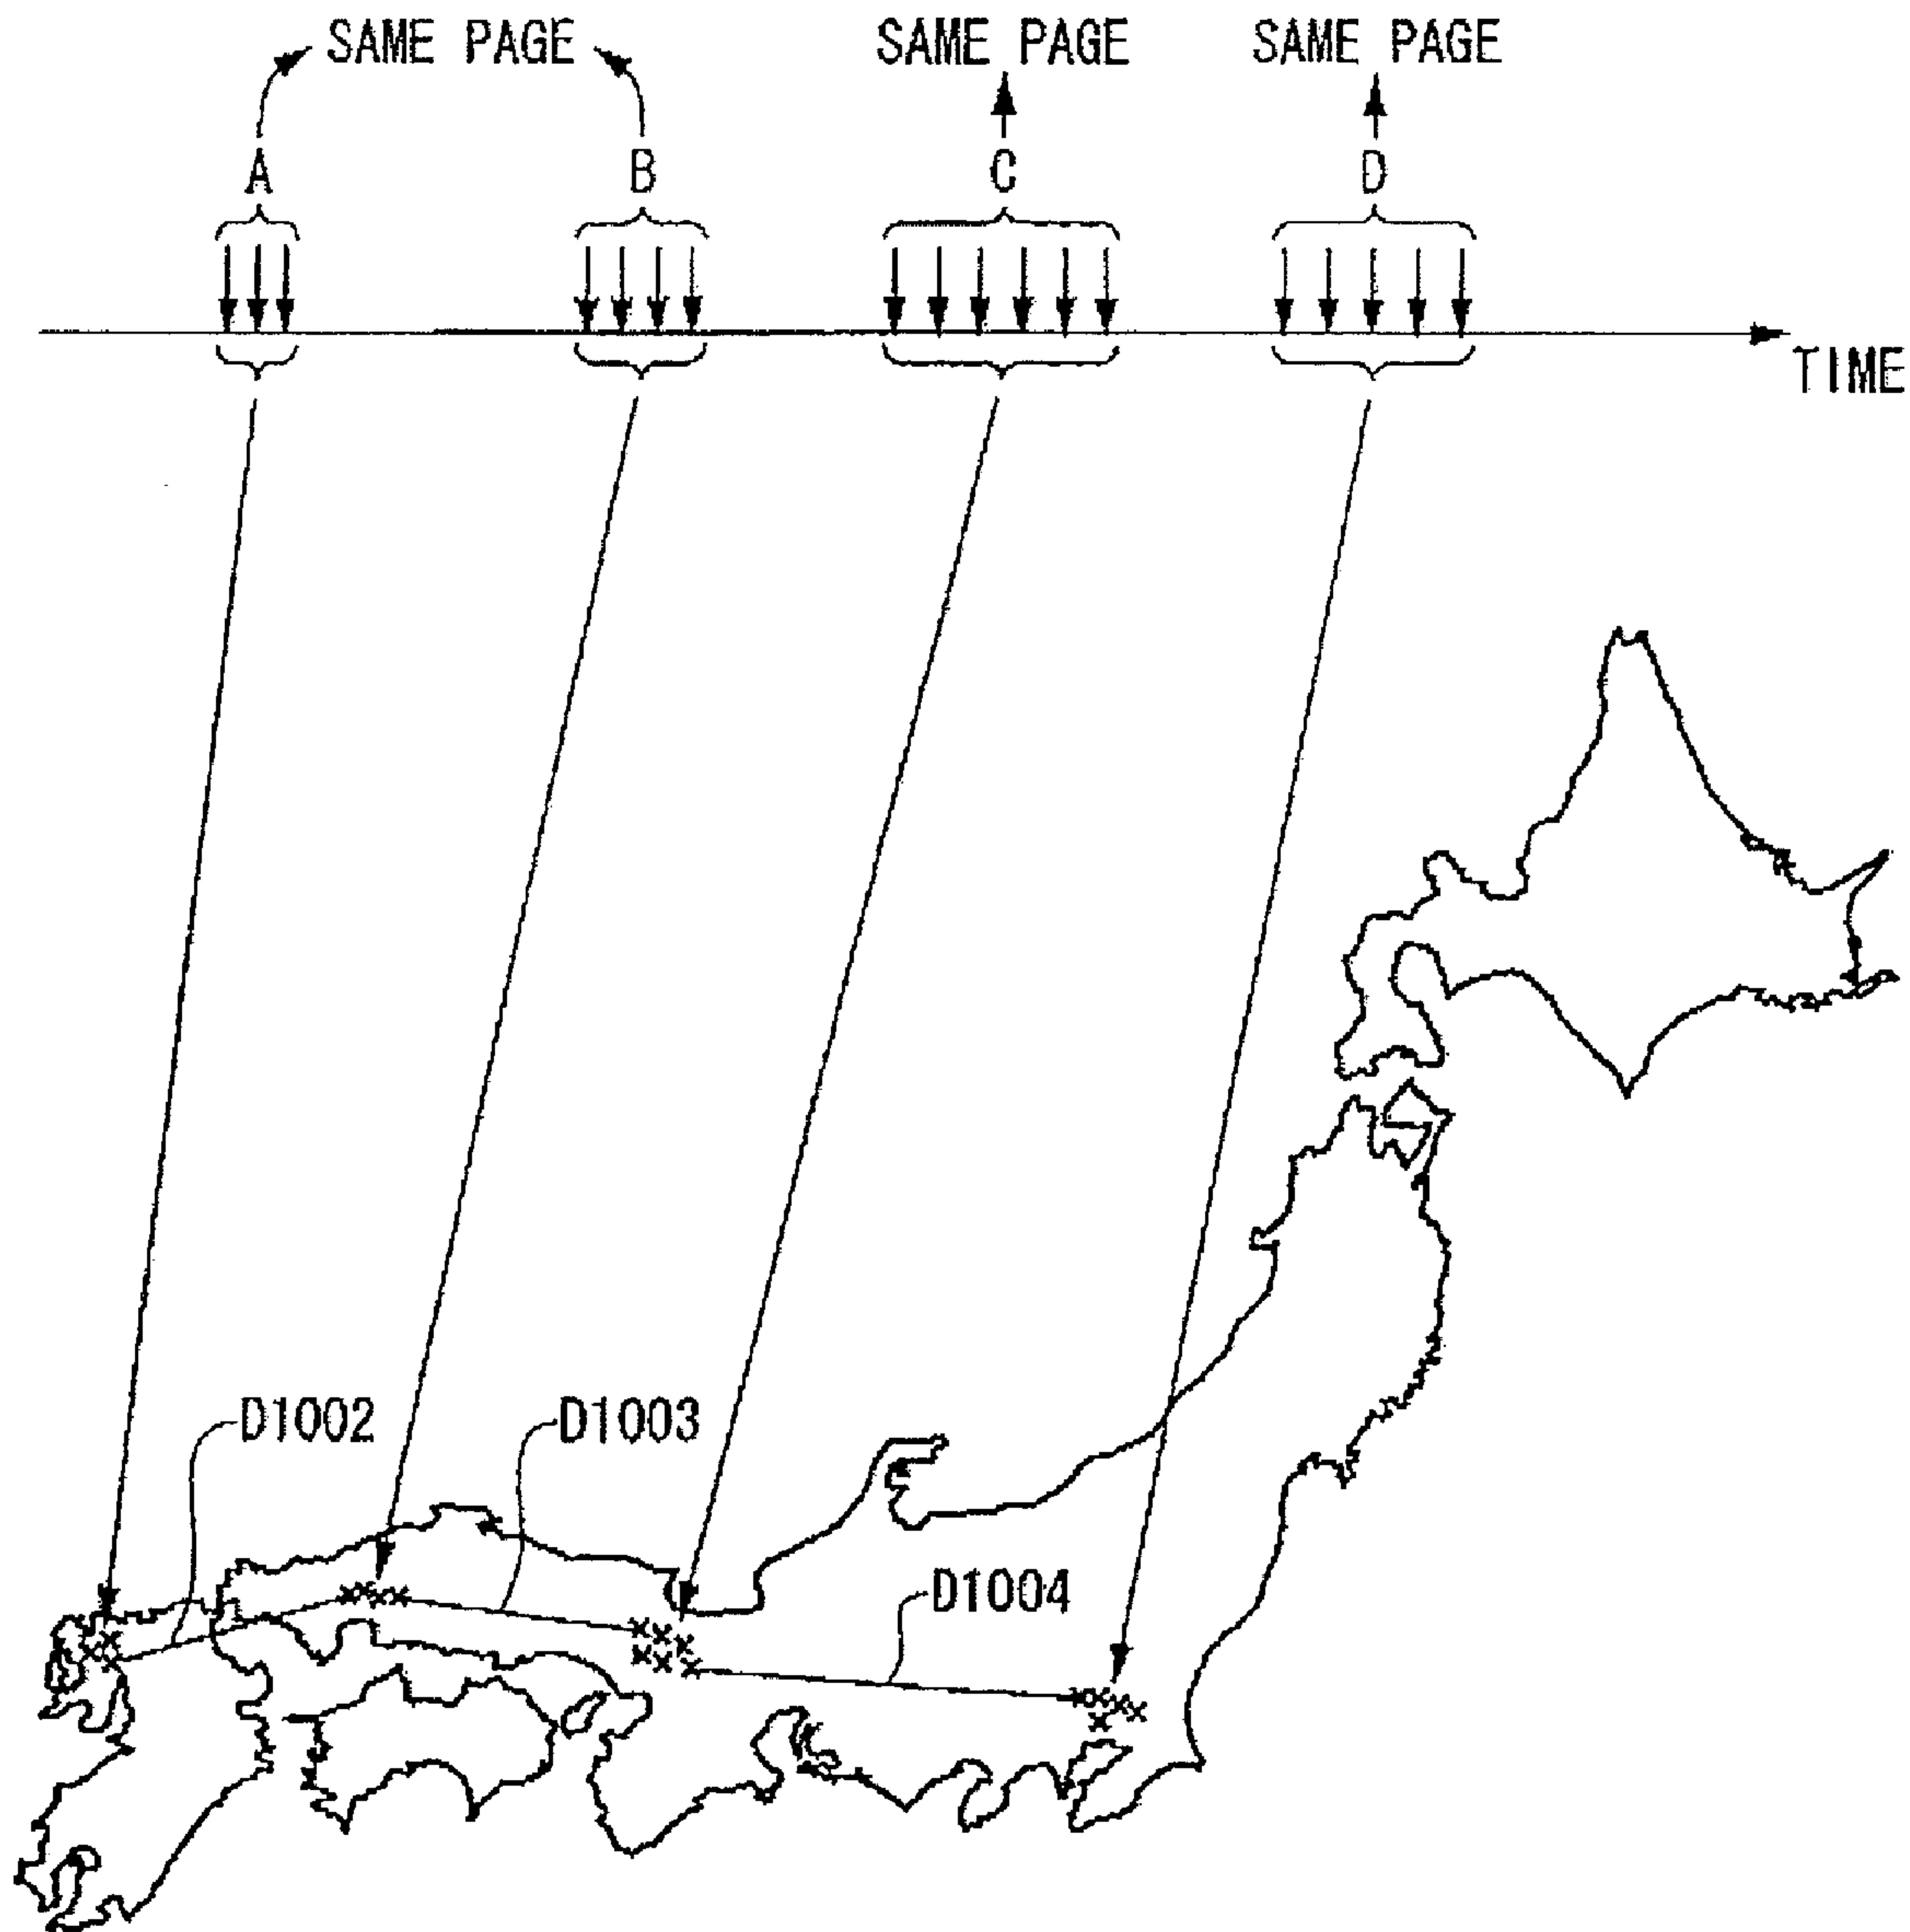 SAME PAGE SAME PAGE SAME PAGE
A B C D
TIME
D1002 D1003
D1004